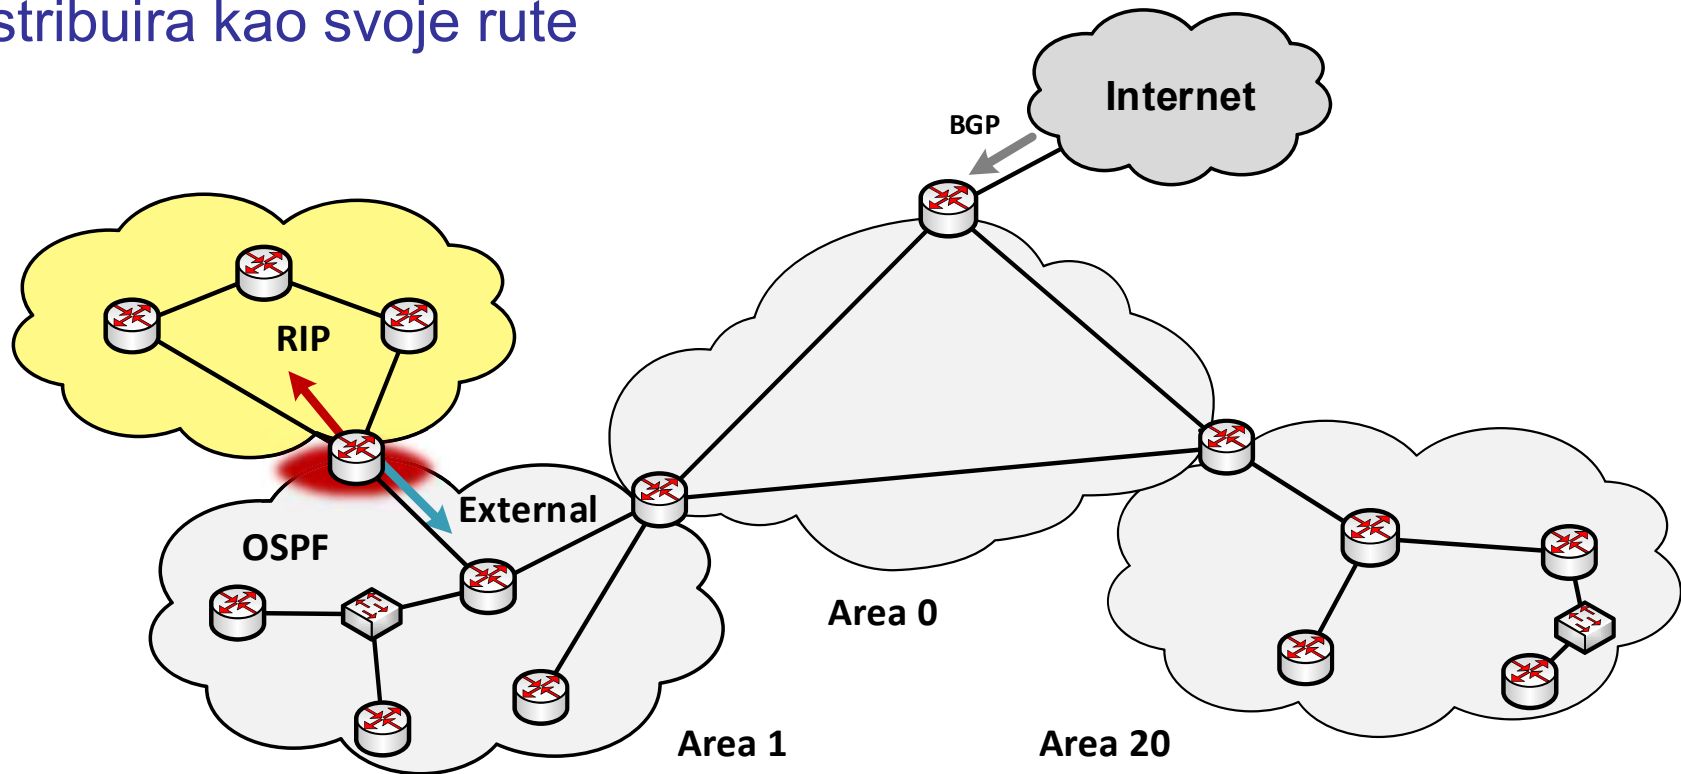 stribuira kao svoje rute
Internet
BGP
RIP
External
OSPF
Area 0
Area 1
Area 20